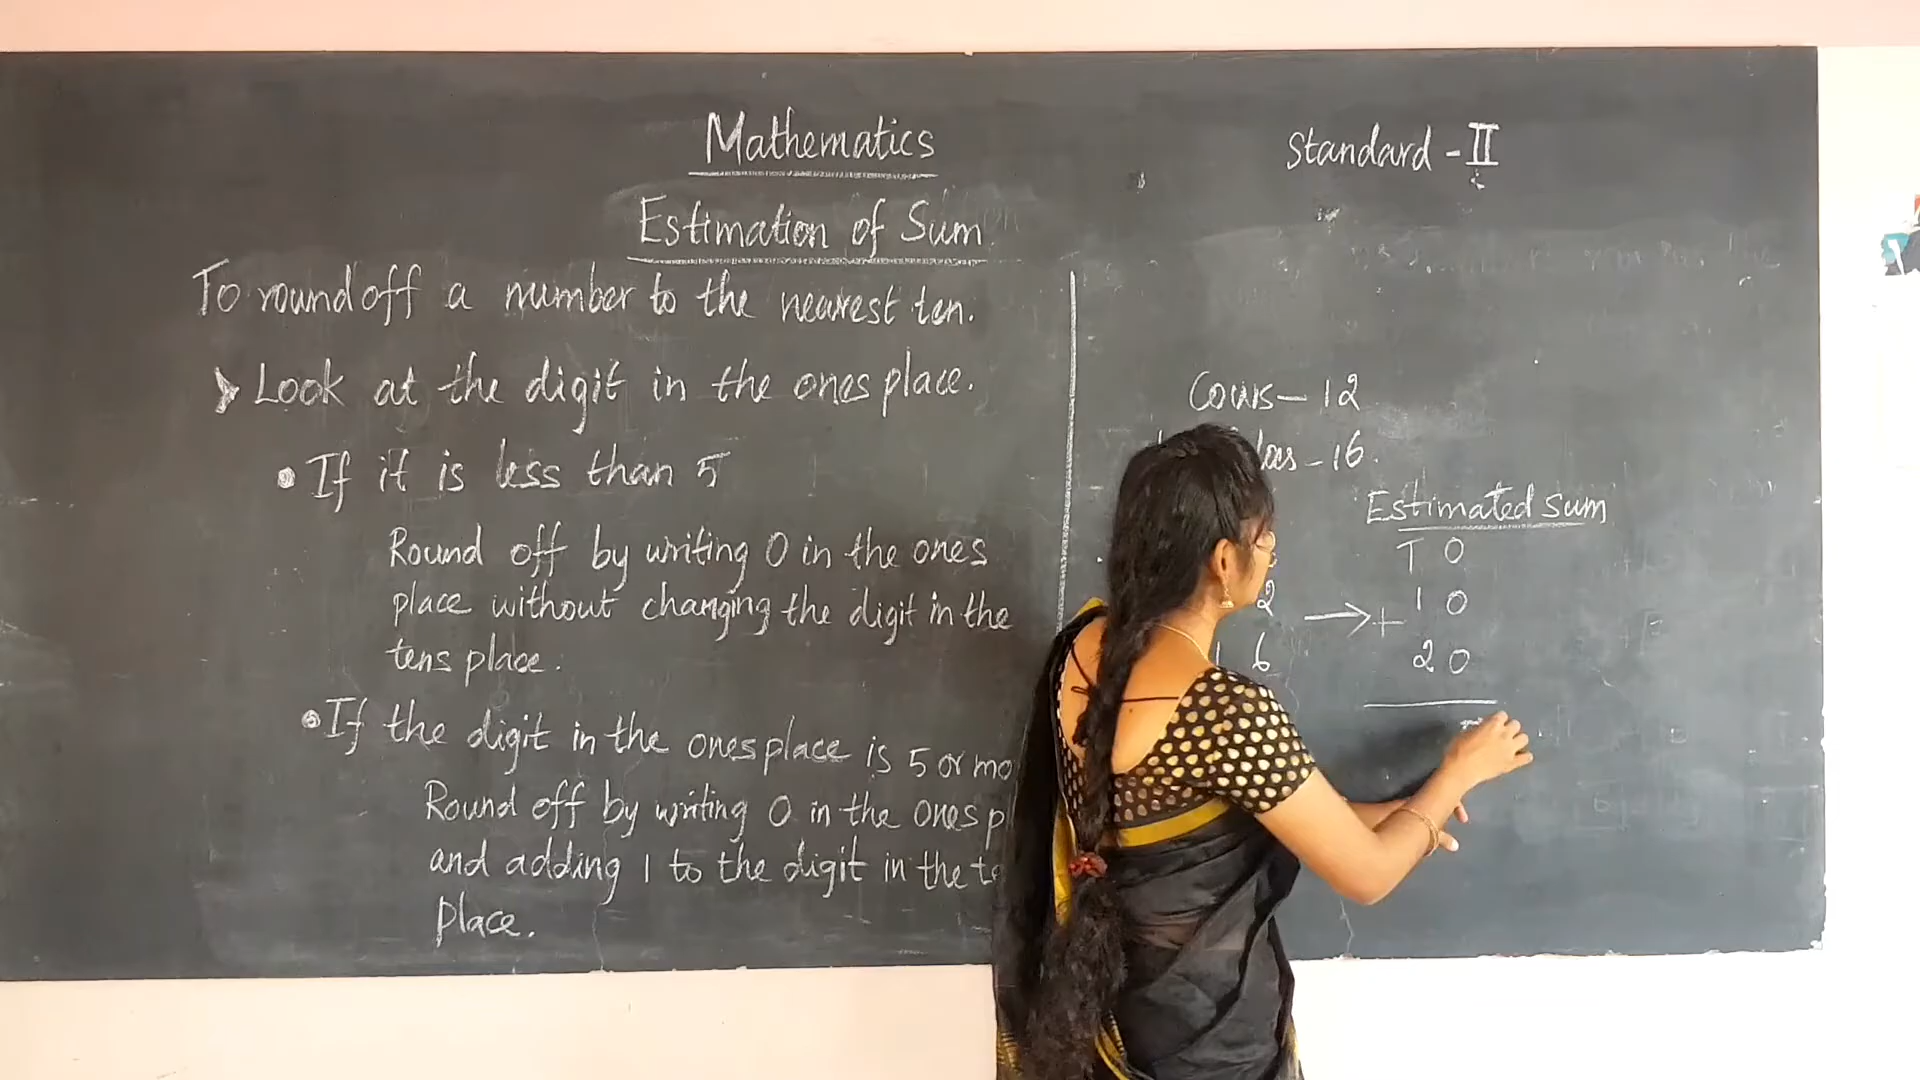 Mathematics
Standard - II
Estimation of Sum
To round off a number to the nearest ten.
Look at the digit in the ones place.
• If it is less than 5
Round off by writing 0 in the ones
place without changing the digit in the
tens place.
• If the digit in the ones place is 5 or mo
Round off by writing 0 in the ones p
and adding 1 to the digit in the te
place.
Cows - 12
- 16.
Estimated Sum
T O
2 → + 1 0
1 6 2 0